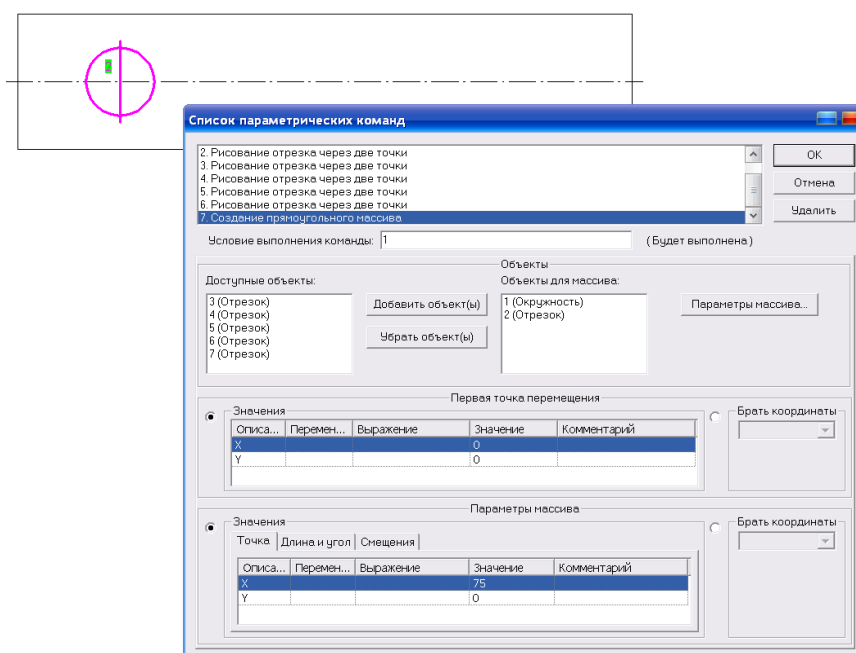 2
Список параметрических команд
2. Рисование отрезка через две точки
3. Рисование отрезка через две точки
4. Рисование отрезка через две точки
5. Рисование отрезка через две точки
6. Рисование отрезка через две точки
7. Создание прямоугольного массива
OK
Отмена
Удалить
Условие выполнения команды: 1 (Будет выполнена)
Объекты
Доступные объекты: Объекты для массива:
3 (Отрезок)
4 (Отрезок)
5 (Отрезок)
6 (Отрезок)
7 (Отрезок)
Добавить объект(ы)
Убрать объект(ы)
1 (Окружность)
2 (Отрезок)
Параметры массива...
Первая точка перемещения
Значения
Описа... Перемен... Выражение Значение Комментарий
X 0
Y 0
Брать координаты
Параметры массива
Значения
Точка Длина и угол Смещения
Описа... Перемен... Выражение Значение Комментарий
X 75
Y 0
Брать координаты